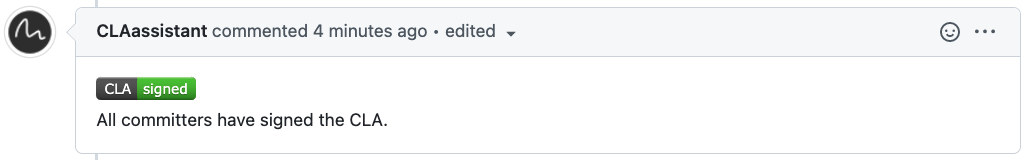 CLAassistant commented 4 minutes ago • edited
CLA signed
All committers have signed the CLA.